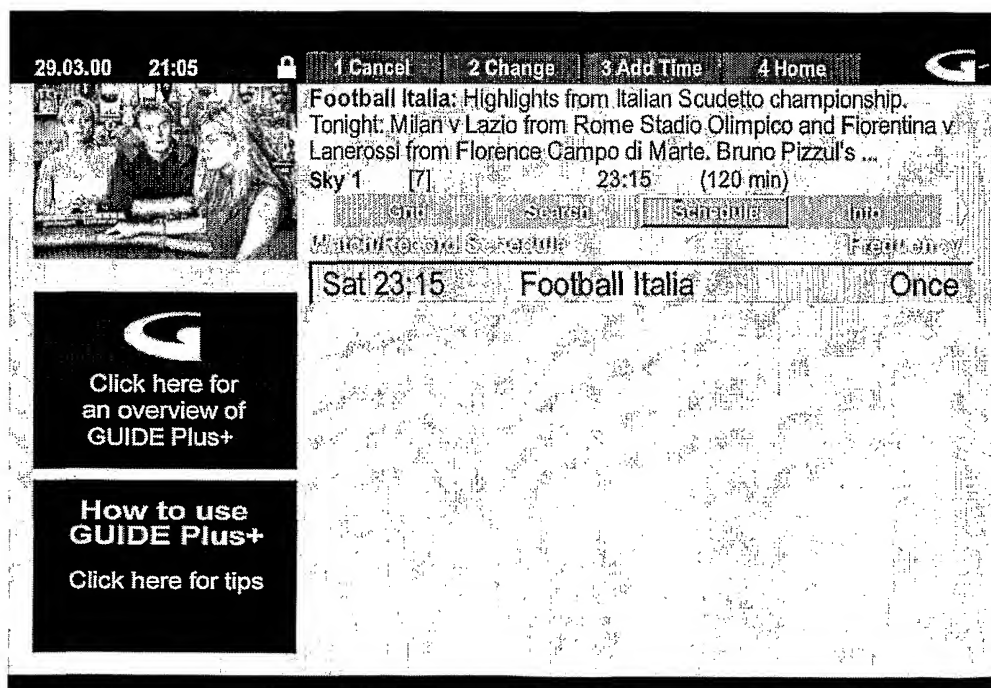 29.03.00 21:05 1 Cancel 2 Change 3 Add Time 4 Home
Football Italia: Highlights from Italian Scudetto championship.
Tonight: Milan v Lazio from Rome Stadio Olimpico and Fiorentina v
Lanerossi from Florence Campo di Marte. Bruno Pizzul's ...
Sky 1 [7] 23:15 (120 min)
Grid Search Schedule Info
Watch/Record Schedule Frequency
Sat 23:15 Football Italia Once
Click here for
an overview of
GUIDE Plus+
How to use
GUIDE Plus+
Click here for tips